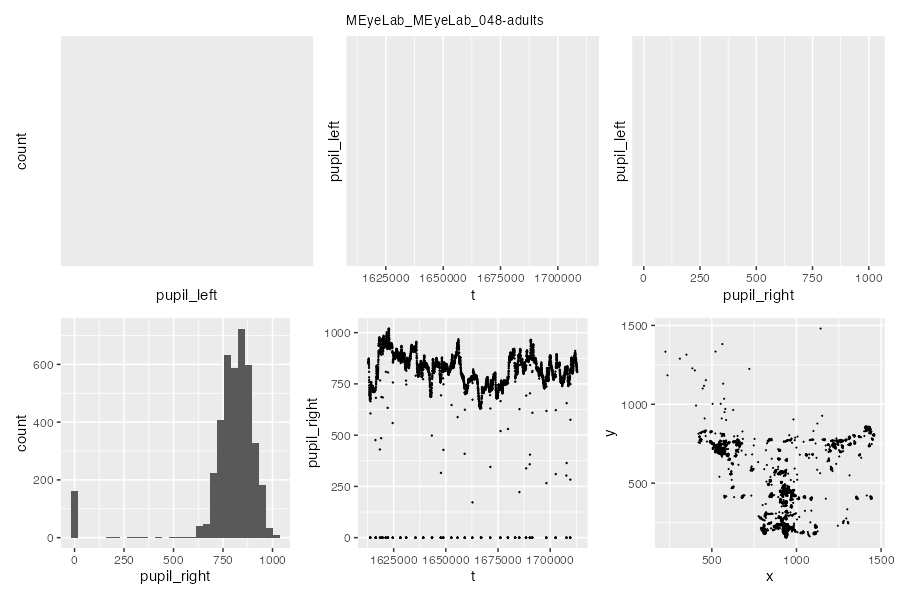 MEyeLab_MEyeLab_048-adults
count
pupil_left
pupil_left
1625000 1650000 1675000 1700000
t
pupil_left
0 250 500 750 1000
pupil_right
count
600
400
200
0
0 250 500 750 1000
pupil_right
pupil_right
1000
750
500
250
0
1625000 1650000 1675000 1700000
t
y
1500
1000
500
500 1000 1500
x